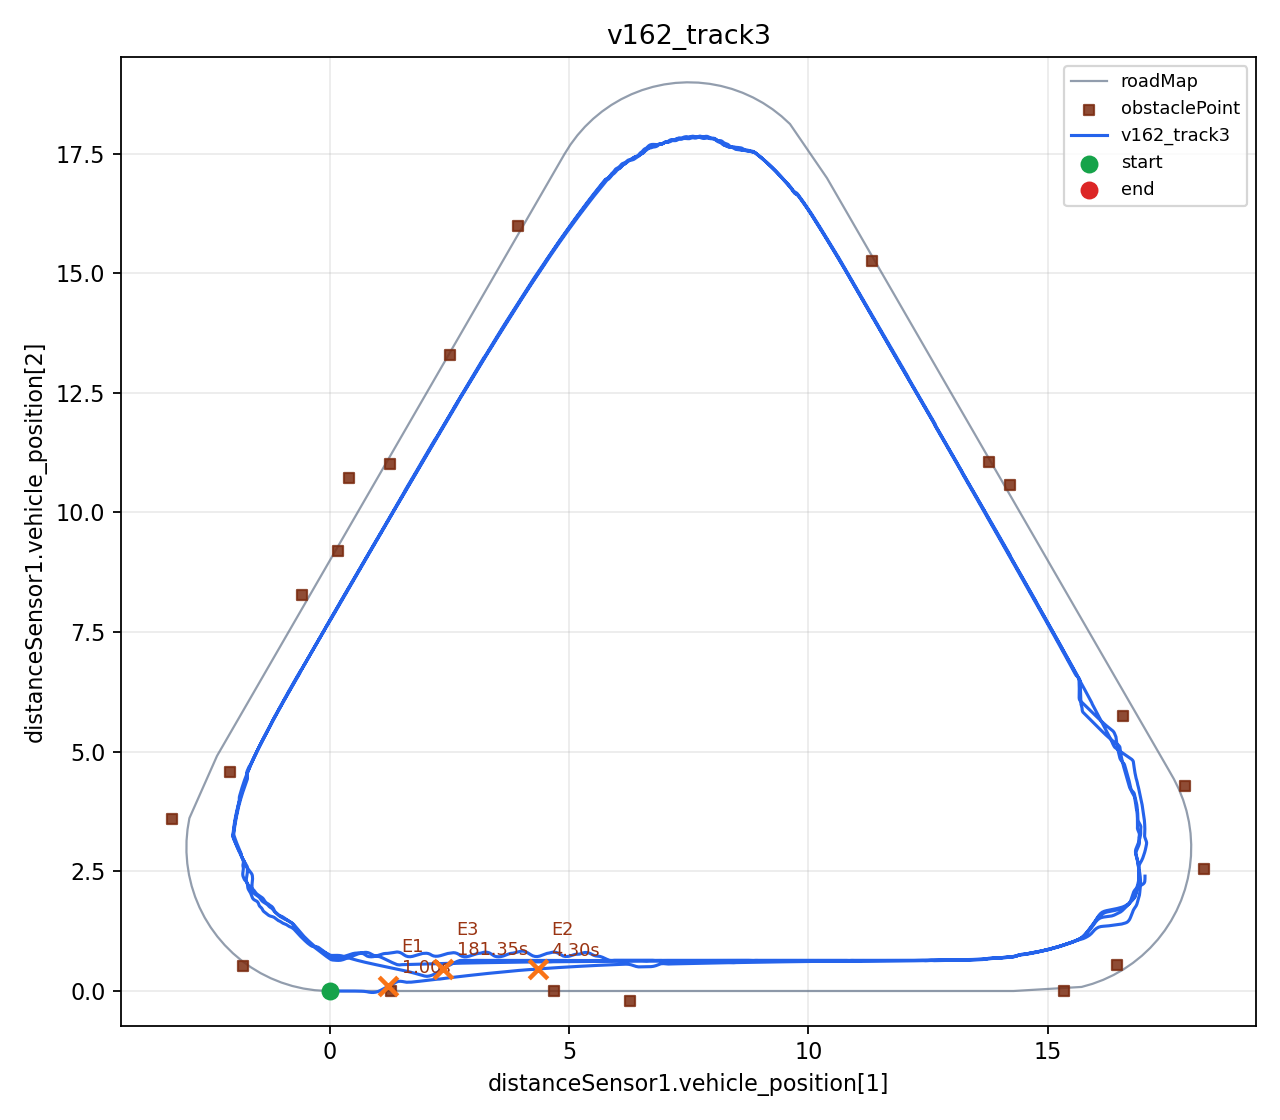 v162_track3
roadMap
obstaclePoint
v162_track3
start
end
distanceSensor1.vehicle_position[2]
17.5
15.0
12.5
10.0
7.5
5.0
2.5
0.0
E1
1.00s
E3
181.35s
E2
4.30s
0
5
10
15
distanceSensor1.vehicle_position[1]